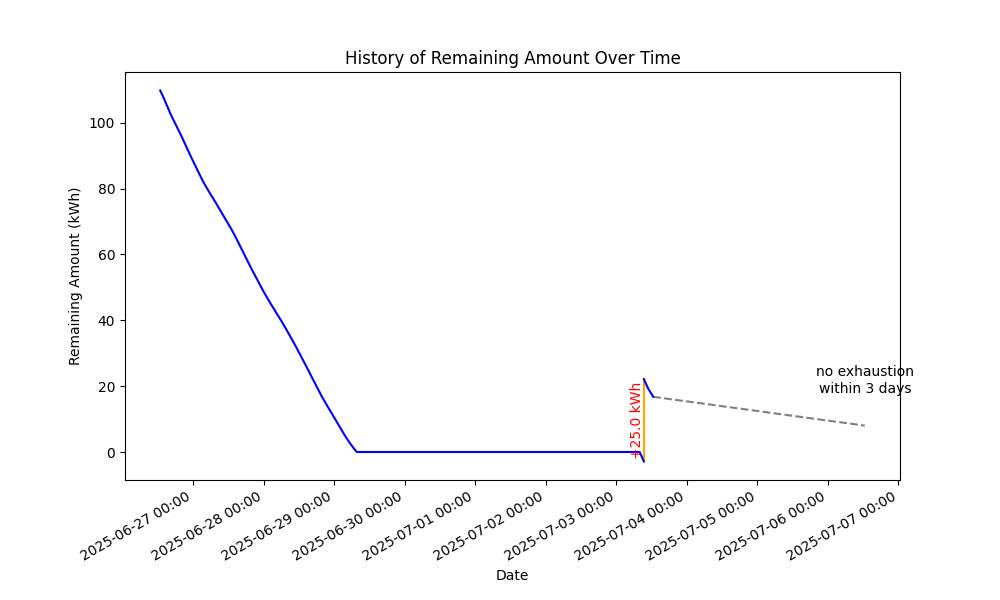 History of Remaining Amount Over Time
Remaining Amount (kWh)
100
80
60
40
20
0
+25.0 kWh
no exhaustion
within 3 days
2025-06-27 00:00
2025-06-28 00:00
2025-06-29 00:00
2025-06-30 00:00
2025-07-01 00:00
2025-07-02 00:00
2025-07-03 00:00
2025-07-04 00:00
2025-07-05 00:00
2025-07-06 00:00
2025-07-07 00:00
Date